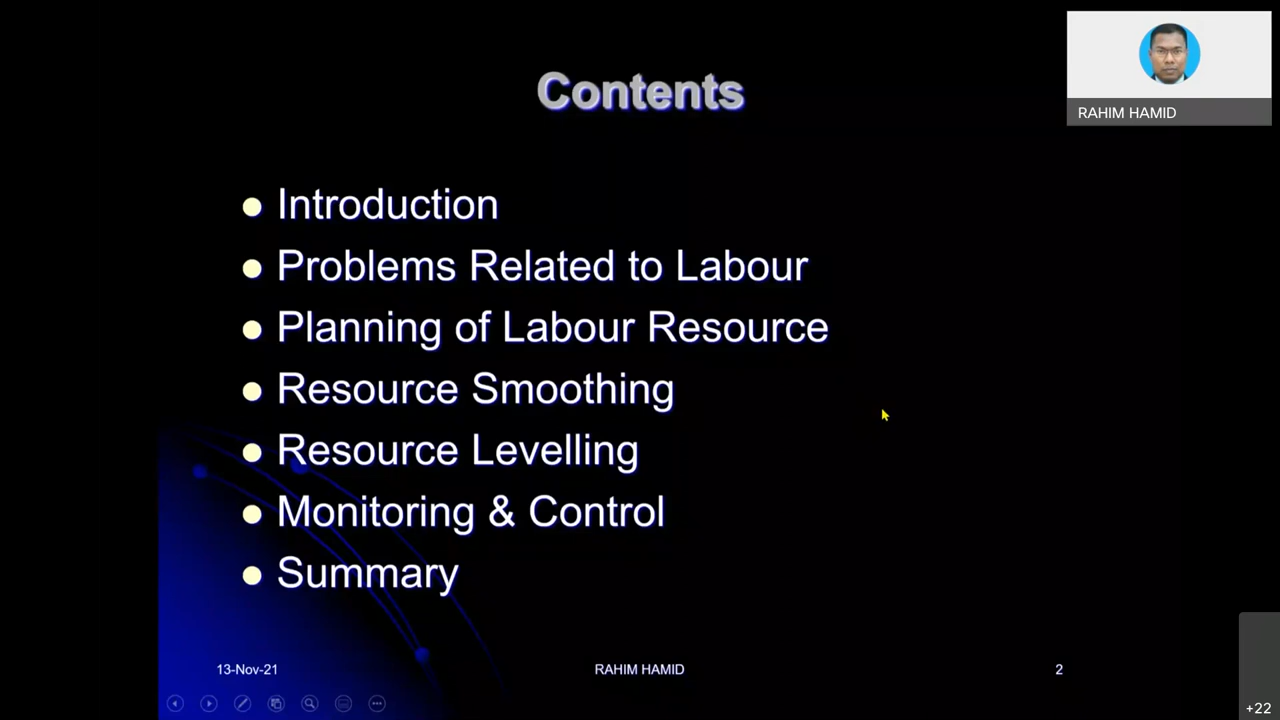 Contents
RAHIM HAMID
Introduction
Problems Related to Labour
Planning of Labour Resource
Resource Smoothing
Resource Levelling
Monitoring & Control
Summary
13-Nov-21
RAHIM HAMID
2
+22